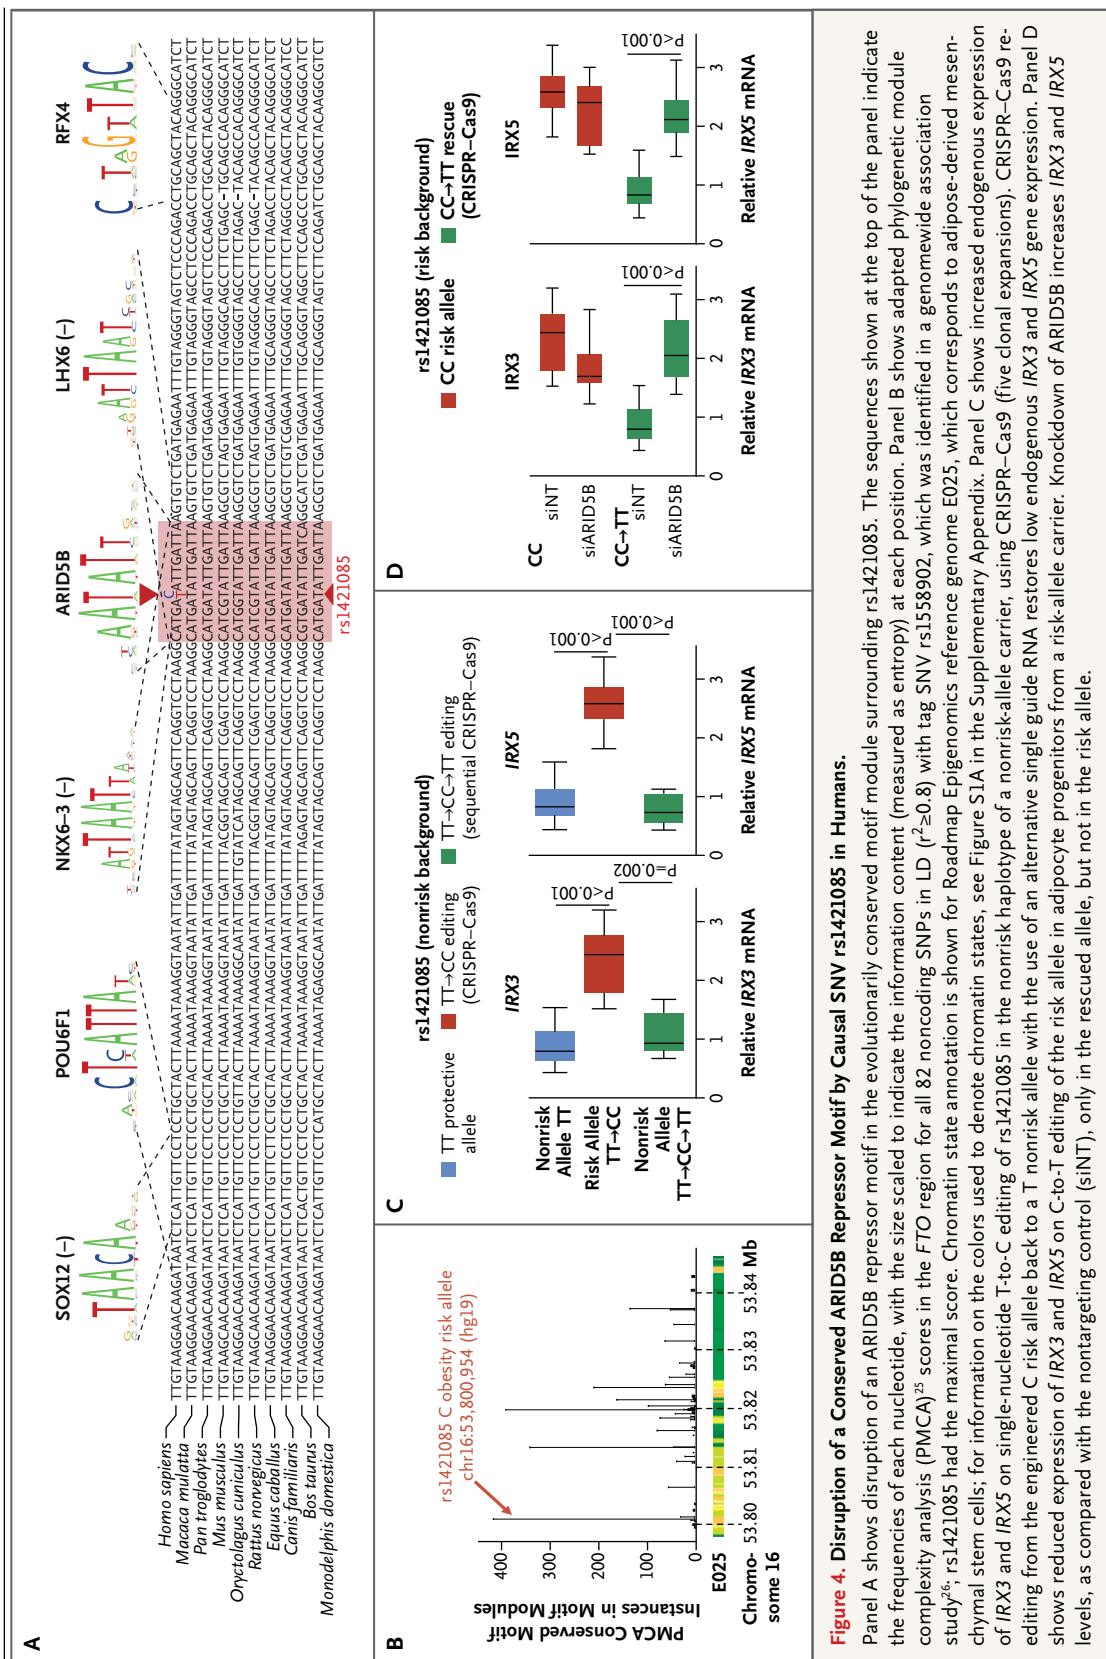 A
SOX12 (–)
POU6F1
NKX6–3 (–)
ARID5B
LHX6 (–)
RFX4
Homo sapiens
Macaca mulatta
Pan troglodytes
Mus musculus
Oryctolagus cuniculus
Rattus norvegicus
Equus caballus
Canis familiaris
Bos taurus
Monodelphis domestica
rs1421085
B
PMCA Conserved Motif
Instances in Motif Modules
400
300
200
100
0
rs1421085 C obesity risk allele
chr16:53,800,954 (hg19)
E025
Chromo-
some 16
53.80
53.81
53.82
53.83
53.84
Mb
C
rs1421085 (nonrisk background)
TT protective
allele
TT→CC editing
(CRISPR–Cas9)
TT→CC→TT editing
(sequential CRISPR–Cas9)
IRX3
IRX5
Nonrisk
Allele TT
Risk Allele
TT→CC
Nonrisk
Allele
TT→CC→TT
P<0.001
P=0.002
P<0.001
P<0.001
0 1 2 3
0 1 2 3
Relative IRX3 mRNA
Relative IRX5 mRNA
D
rs1421085 (risk background)
CC risk allele
CC→TT rescue
(CRISPR–Cas9)
IRX3
IRX5
CC
siNT
siARID5B
CC→TT
siNT
siARID5B
P<0.001
P<0.001
0 1 2 3
0 1 2 3
Relative IRX3 mRNA
Relative IRX5 mRNA
Figure 4. Disruption of a Conserved ARID5B Repressor Motif by Causal SNV rs1421085 in Humans.
Panel A shows disruption of an ARID5B repressor motif in the evolutionarily conserved motif module surrounding rs1421085. The sequences shown at the top of the panel indicate
the frequencies of each nucleotide, with the size scaled to indicate the information content (measured as entropy) at each position. Panel B shows adapted phylogenetic module
complexity analysis (PMCA)25 scores in the FTO region for all 82 noncoding SNPs in LD (r2≥0.8) with tag SNV rs1558902, which was identified in a genomewide association
study26; rs1421085 had the maximal score. Chromatin state annotation is shown for Roadmap Epigenomics reference genome E025, which corresponds to adipose-derived mesen-
chymal stem cells; for information on the colors used to denote chromatin states, see Figure S1A in the Supplementary Appendix. Panel C shows increased endogenous expression
of IRX3 and IRX5 on single-nucleotide T-to-C editing of rs1421085 in the nonrisk haplotype of a nonrisk-allele carrier, using CRISPR–Cas9 (five clonal expansions). CRISPR–Cas9 re-
editing from the engineered C risk allele back to a T nonrisk allele with the use of an alternative single guide RNA restores low endogenous IRX3 and IRX5 gene expression. Panel D
shows reduced expression of IRX3 and IRX5 on C-to-T editing of the risk allele in adipocyte progenitors from a risk-allele carrier. Knockdown of ARID5B increases IRX3 and IRX5
levels, as compared with the nontargeting control (siNT), only in the rescued allele, but not in the risk allele.